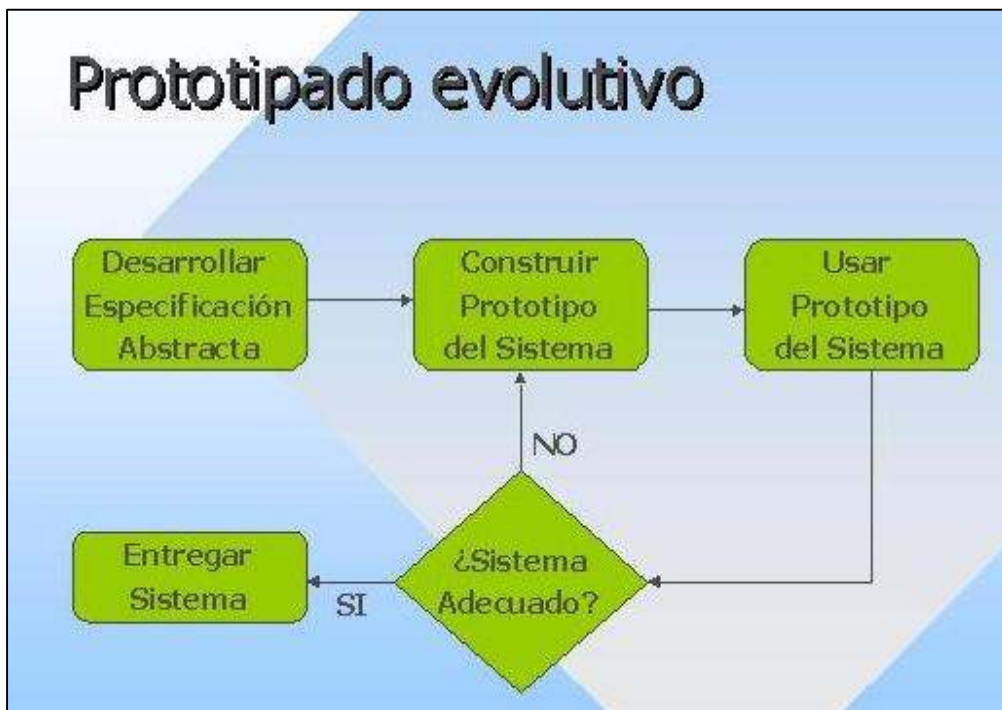 Prototipado evolutivo
Desarrollar
Especificación
Abstracta
Construir
Prototipo
del Sistema
Usar
Prototipo
del Sistema
NO
¿Sistema
Adecuado?
SI
Entregar
Sistema